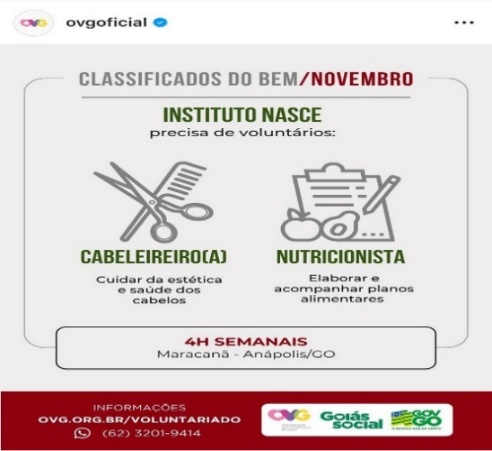 OVG
ovgoficial
CLASSIFICADOS DO BEM/NOVEMBRO
INSTITUTO NASCE
precisa de voluntários:
CABELEIREIRO(A)
Cuidar da estética
e saúde dos
cabelos
NUTRICIONISTA
Elaborar e
acompanhar planos
alimentares
4H SEMANAIS
Maracanã - Anápolis/GO
INFORMAÇÕES
OVG.ORG.BR/VOLUNTARIADO
(62) 3201-9414
OVG
Goiás
social
GOV
GO